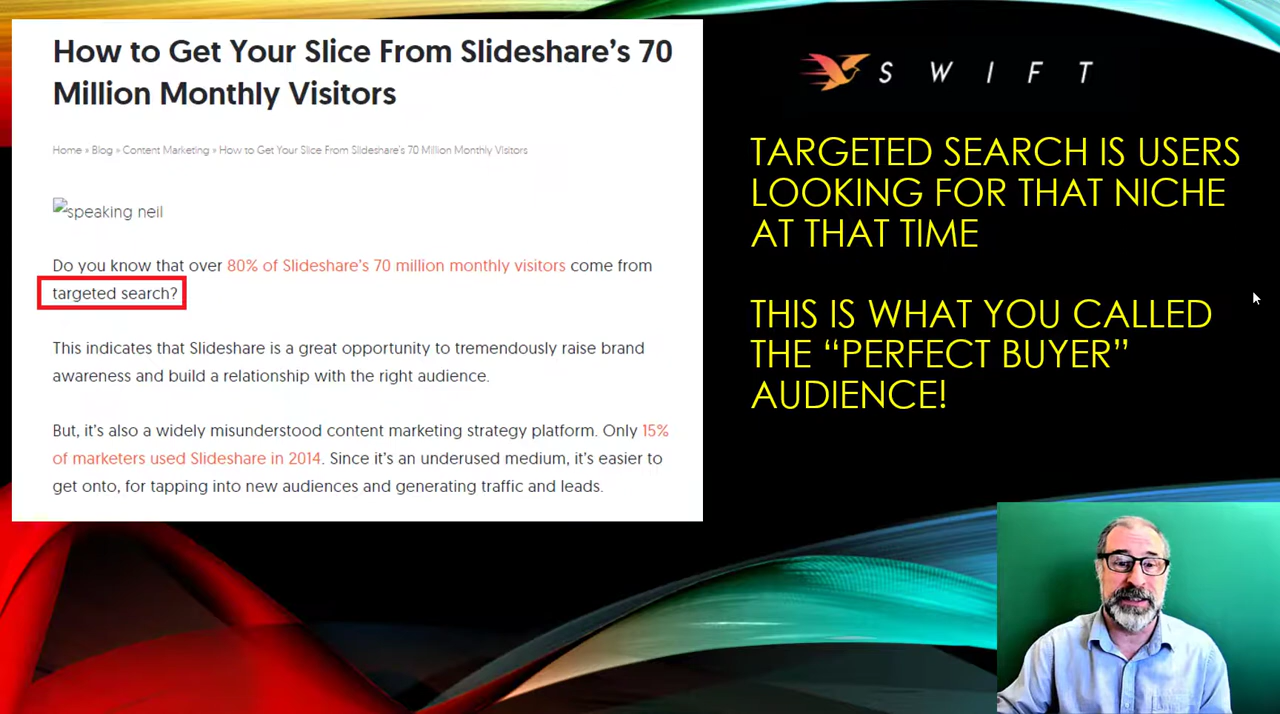 How to Get Your Slice From Slideshare’s 70
Million Monthly Visitors
Home » Blog » Content Marketing » How to Get Your Slice From Slideshare's 70 Million Monthly Visitors
speaking neil
Do you know that over 80% of Slideshare’s 70 million monthly visitors come from
targeted search?
This indicates that Slideshare is a great opportunity to tremendously raise brand
awareness and build a relationship with the right audience.
But, it’s also a widely misunderstood content marketing strategy platform. Only 15%
of marketers used Slideshare in 2014. Since it’s an underused medium, it’s easier to
get onto, for tapping into new audiences and generating traffic and leads.
SWIFT
TARGETED SEARCH IS USERS
LOOKING FOR THAT NICHE
AT THAT TIME
THIS IS WHAT YOU CALLED
THE “PERFECT BUYER”
AUDIENCE!